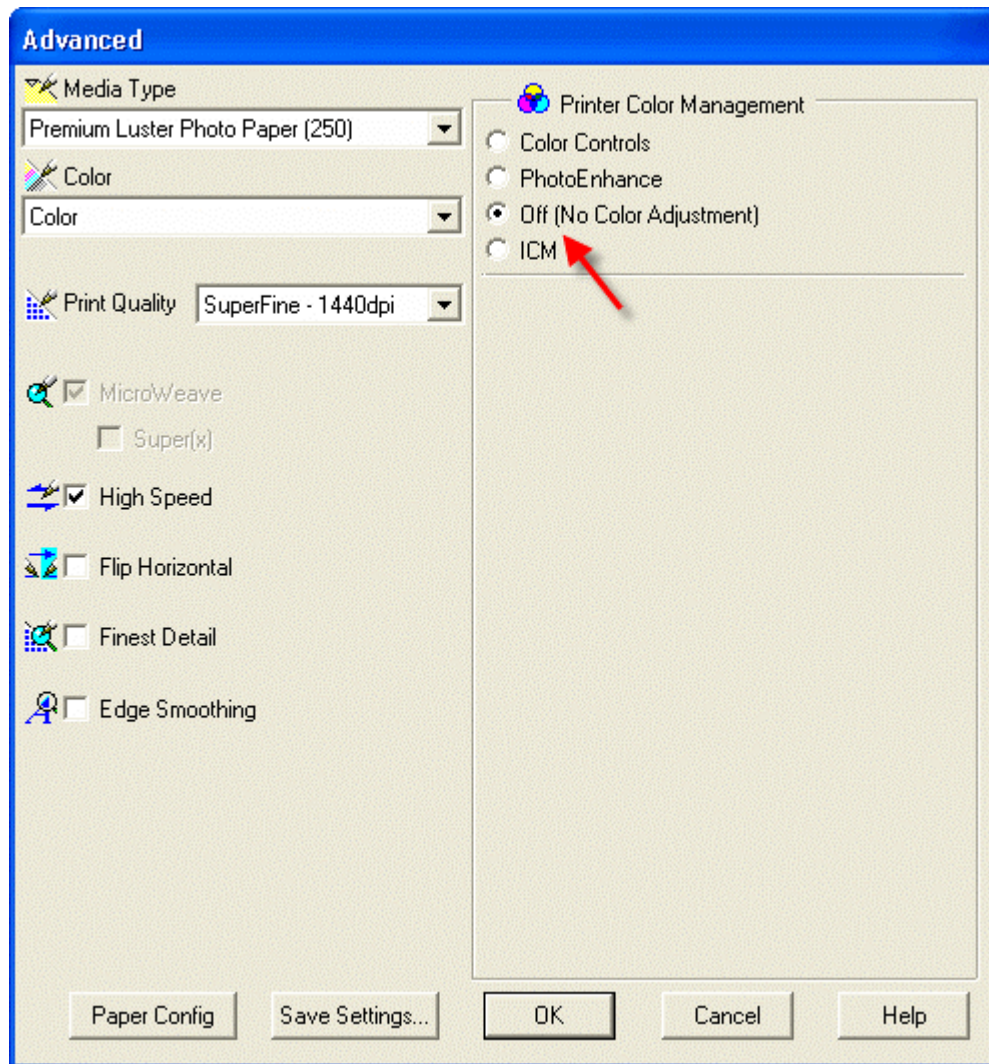 Advanced
Media Type
Premium Luster Photo Paper (250)
Color
Color
Print Quality SuperFine - 1440dpi
MicroWeave
Super(x)
High Speed
Flip Horizontal
Finest Detail
Edge Smoothing
Printer Color Management
Color Controls
PhotoEnhance
Off (No Color Adjustment)
ICM
Paper Config Save Settings... OK Cancel Help